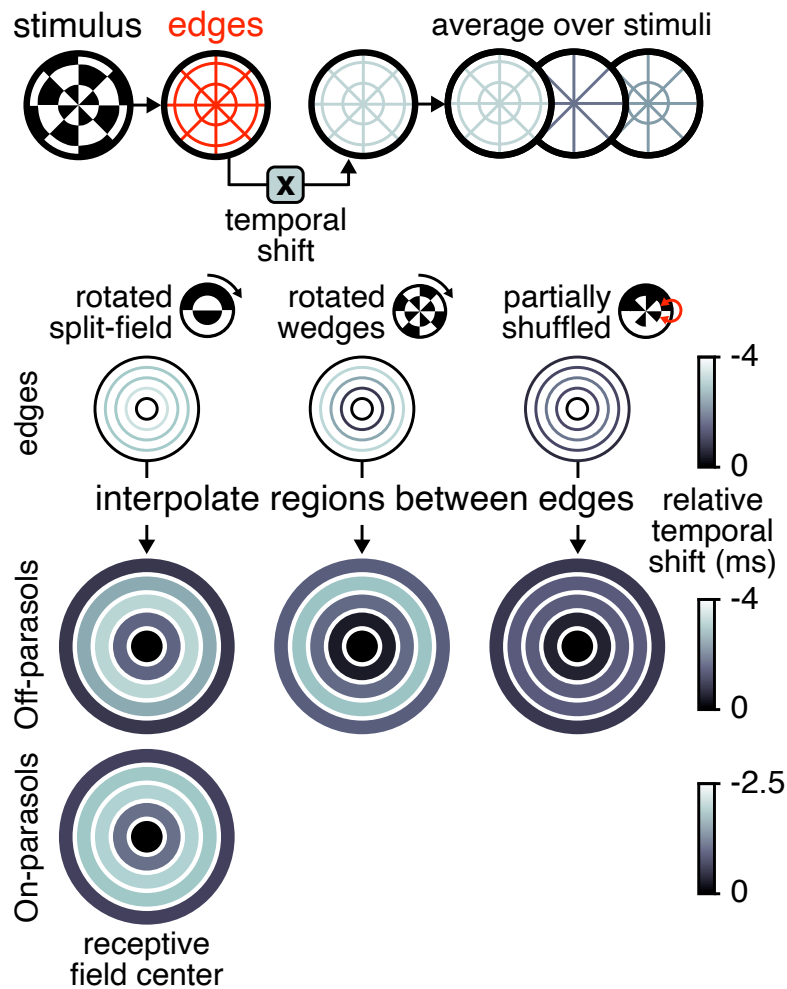 stimulus edges average over stimuli
X
temporal
shift
rotated
split-field
rotated
wedges
partially
shuffled
edges
-4
0
interpolate regions between edges
relative
temporal
shift (ms)
Off-parasols
-4
0
On-parasols
-2.5
0
receptive
field center